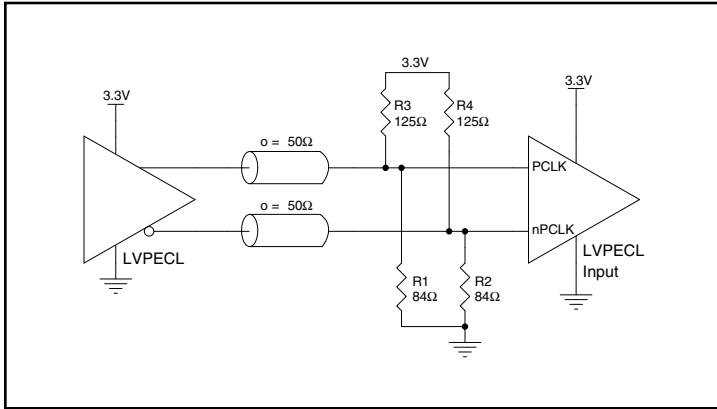 3.3V
3.3V
3.3V
R3
125Ω
R4
125Ω
o = 50Ω
PCLK
o = 50Ω
nPCLK
LVPECL
LVPECL
Input
R1
84Ω
R2
84Ω